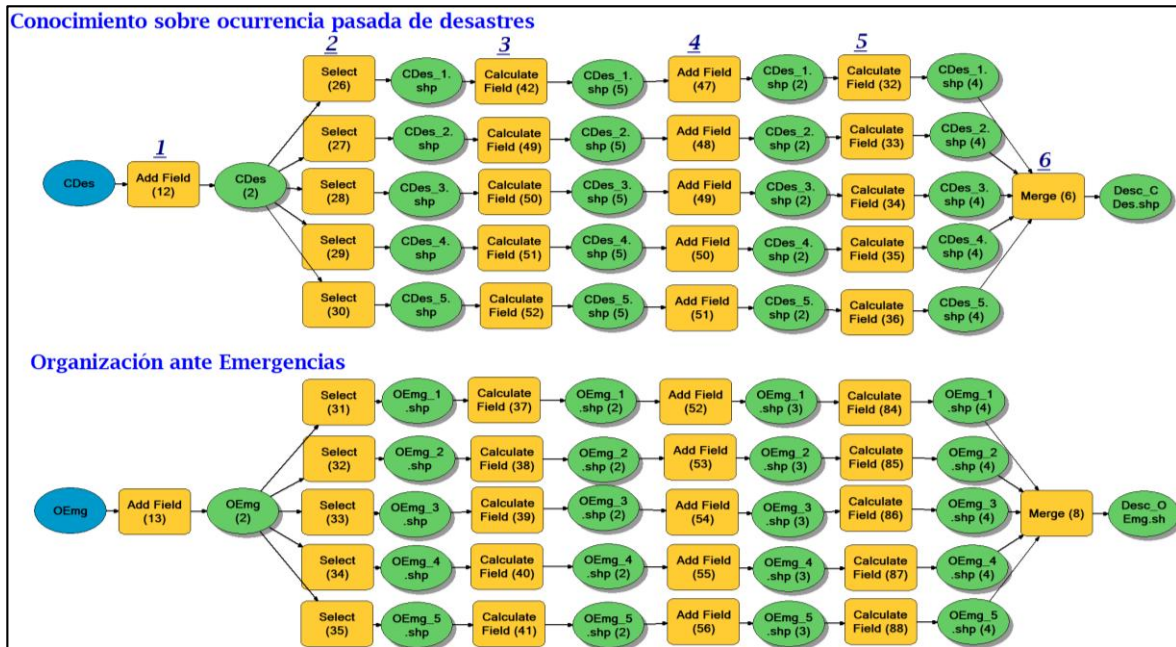 Conocimiento sobre ocurrencia pasada de desastres
2
3
4
5
Select
(26)
CDes_1.
shp
Calculate
Field (42)
CDes_1.
shp (5)
Add Field
(47)
CDes_1.
shp (2)
Calculate
Field (32)
CDes_1.
shp (4)
Select
(27)
CDes_2.
shp
Calculate
Field (49)
CDes_2.
shp (5)
Add Field
(48)
CDes_2.
shp (2)
Calculate
Field (33)
CDes_2.
shp (4)
1
6
CDes
Add Field
(12)
CDes
(2)
Select
(28)
CDes_3.
shp
Calculate
Field (50)
CDes_3.
shp (5)
Add Field
(49)
CDes_3.
shp (2)
Calculate
Field (34)
CDes_3.
shp (4)
Merge (6)
Desc_C
Des.shp
Select
(29)
CDes_4.
shp
Calculate
Field (51)
CDes_4.
shp (5)
Add Field
(50)
CDes_4.
shp (2)
Calculate
Field (35)
CDes_4.
shp (4)
Select
(30)
CDes_5.
shp
Calculate
Field (52)
CDes_5.
shp (5)
Add Field
(51)
CDes_5.
shp (2)
Calculate
Field (36)
CDes_5.
shp (4)
Organización ante Emergencias
Select
(31)
OEmg_1
.shp
Calculate
Field (37)
OEmg_1
.shp (2)
Add Field
(52)
OEmg_1
.shp (3)
Calculate
Field (84)
OEmg_1
.shp (4)
Select
(32)
OEmg_2
.shp
Calculate
Field (38)
OEmg_2
.shp (2)
Add Field
(53)
OEmg_2
.shp (3)
Calculate
Field (85)
OEmg_2
.shp (4)
OEmg
Add Field
(13)
OEmg
(2)
Select
(33)
OEmg_3
.shp
Calculate
Field (39)
OEmg_3
.shp (2)
Add Field
(54)
OEmg_3
.shp (3)
Calculate
Field (86)
OEmg_3
.shp (4)
Merge (8)
Desc_O
Emg.sh
Select
(34)
OEmg_4
.shp
Calculate
Field (40)
OEmg_4
.shp (2)
Add Field
(55)
OEmg_4
.shp (3)
Calculate
Field (87)
OEmg_4
.shp (4)
Select
(35)
OEmg_5
.shp
Calculate
Field (41)
OEmg_5
.shp (2)
Add Field
(56)
OEmg_5
.shp (3)
Calculate
Field (88)
OEmg_5
.shp (4)